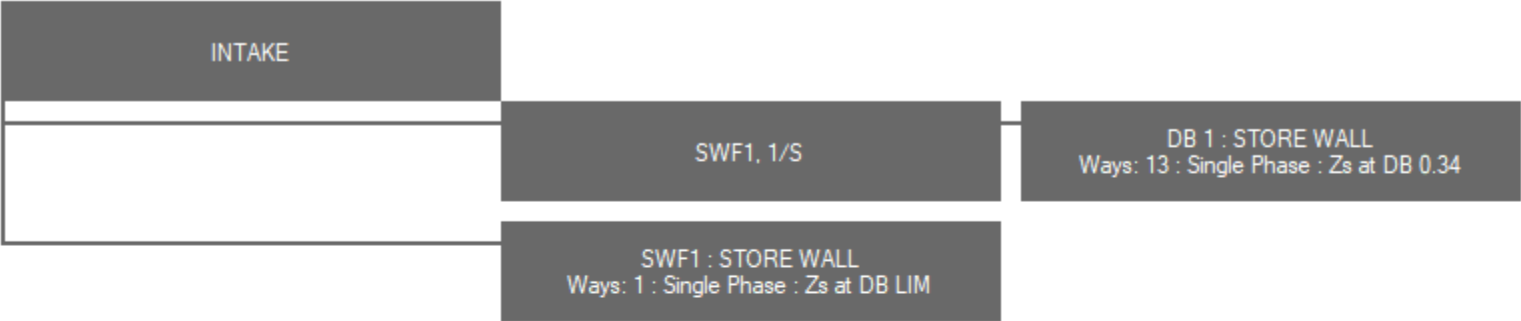 INTAKE
SWF1, 1/S
DB 1 : STORE WALL
Ways: 13 : Single Phase : Zs at DB 0.34
SWF1 : STORE WALL
Ways: 1 : Single Phase : Zs at DB LIM